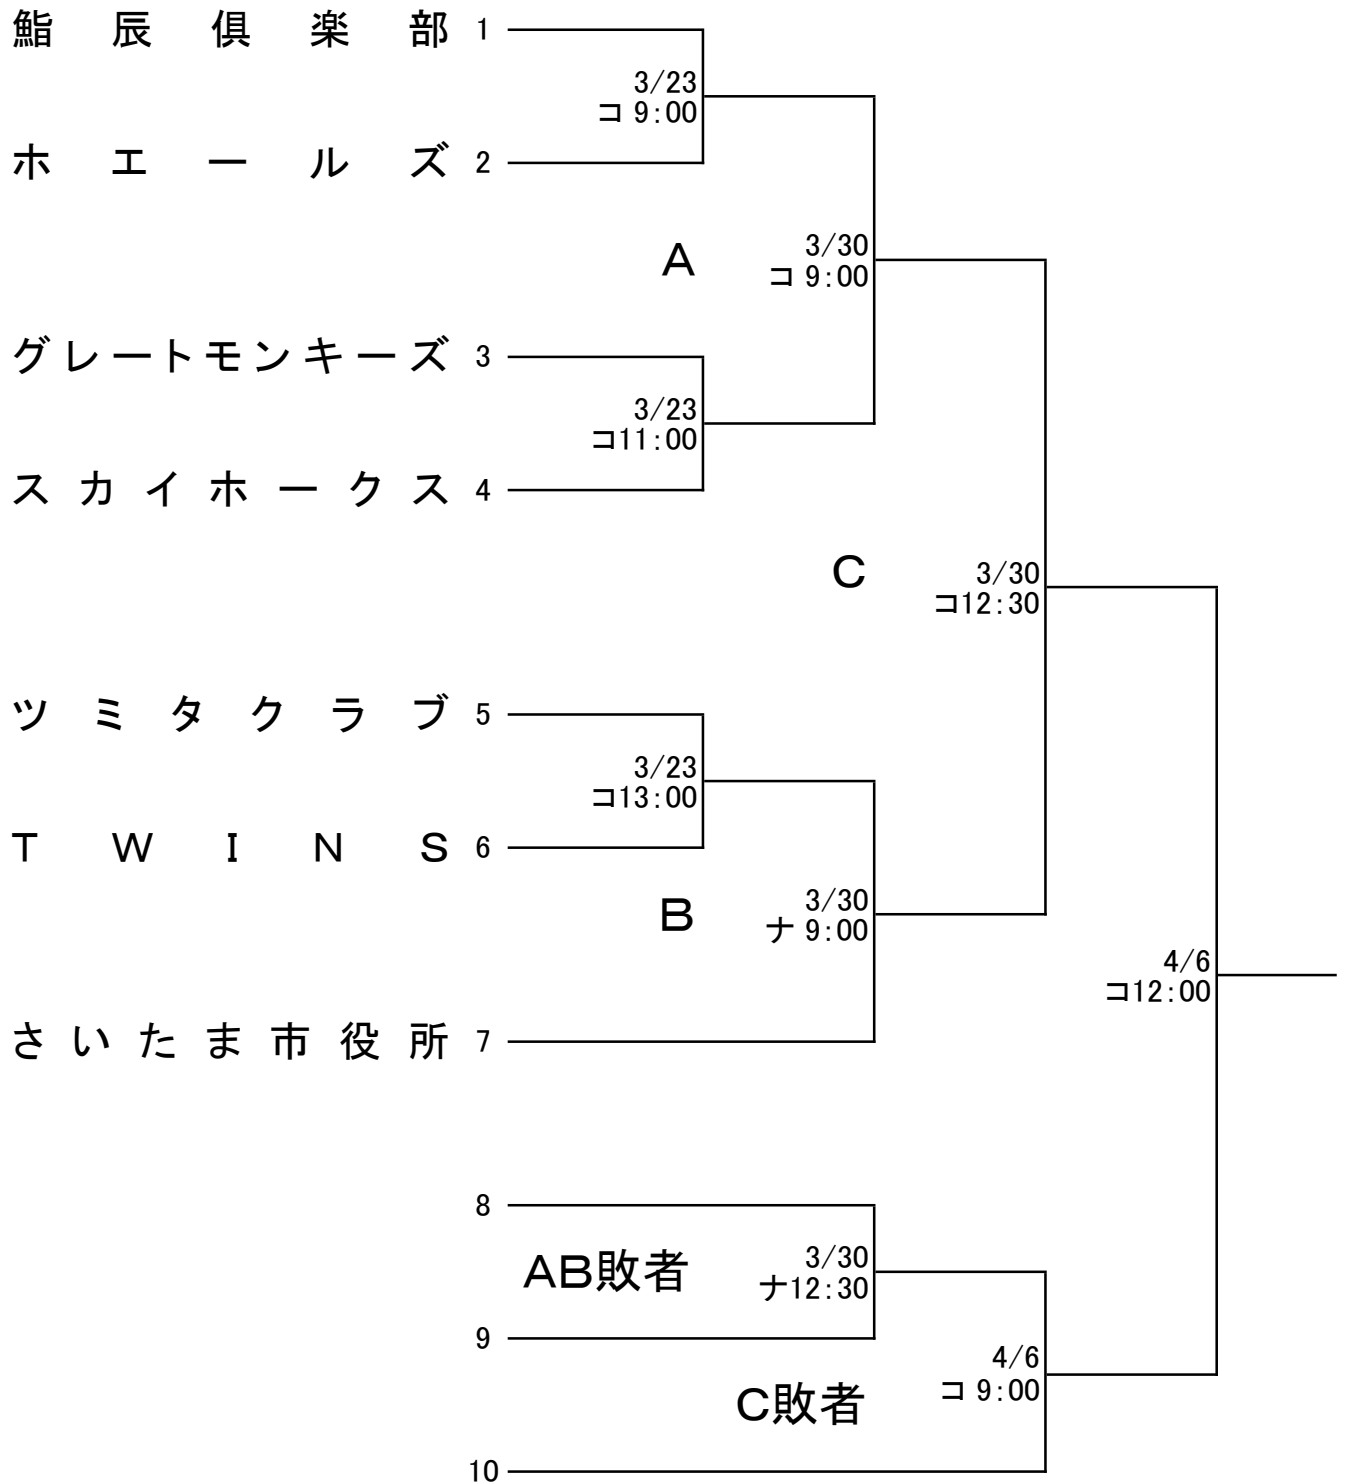 鮨辰倶楽部 1
3/23
コ 9:00
ホエールズ 2
A
3/30
コ 9:00
グレートモンキーズ 3
3/23
コ11:00
スカイホークス 4
C
3/30
コ12:30
ツミタクラブ 5
3/23
コ13:00
TWINS 6
B
3/30
ナ 9:00
4/6
コ12:00
さいたま市役所 7
8
AB敗者
3/30
ナ12:30
9
4/6
コ 9:00
C敗者
10